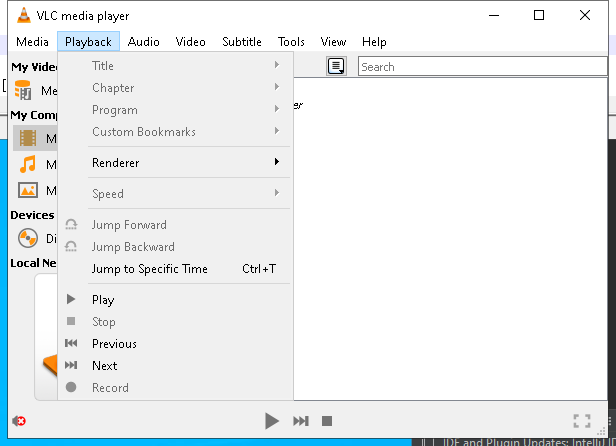 VLC media player
Media Playback Audio Video Subtitle Tools View Help
My Vide
Me
My Comp
M
M
M
Devices
Di
Local Ne
Title
Chapter
Program
Custom Bookmarks
Renderer
Speed
Jump Forward
Jump Backward
Jump to Specific Time Ctrl+T
Play
Stop
Previous
Next
Record
Search
er
IDE and Plugin Updates: IntelliJ